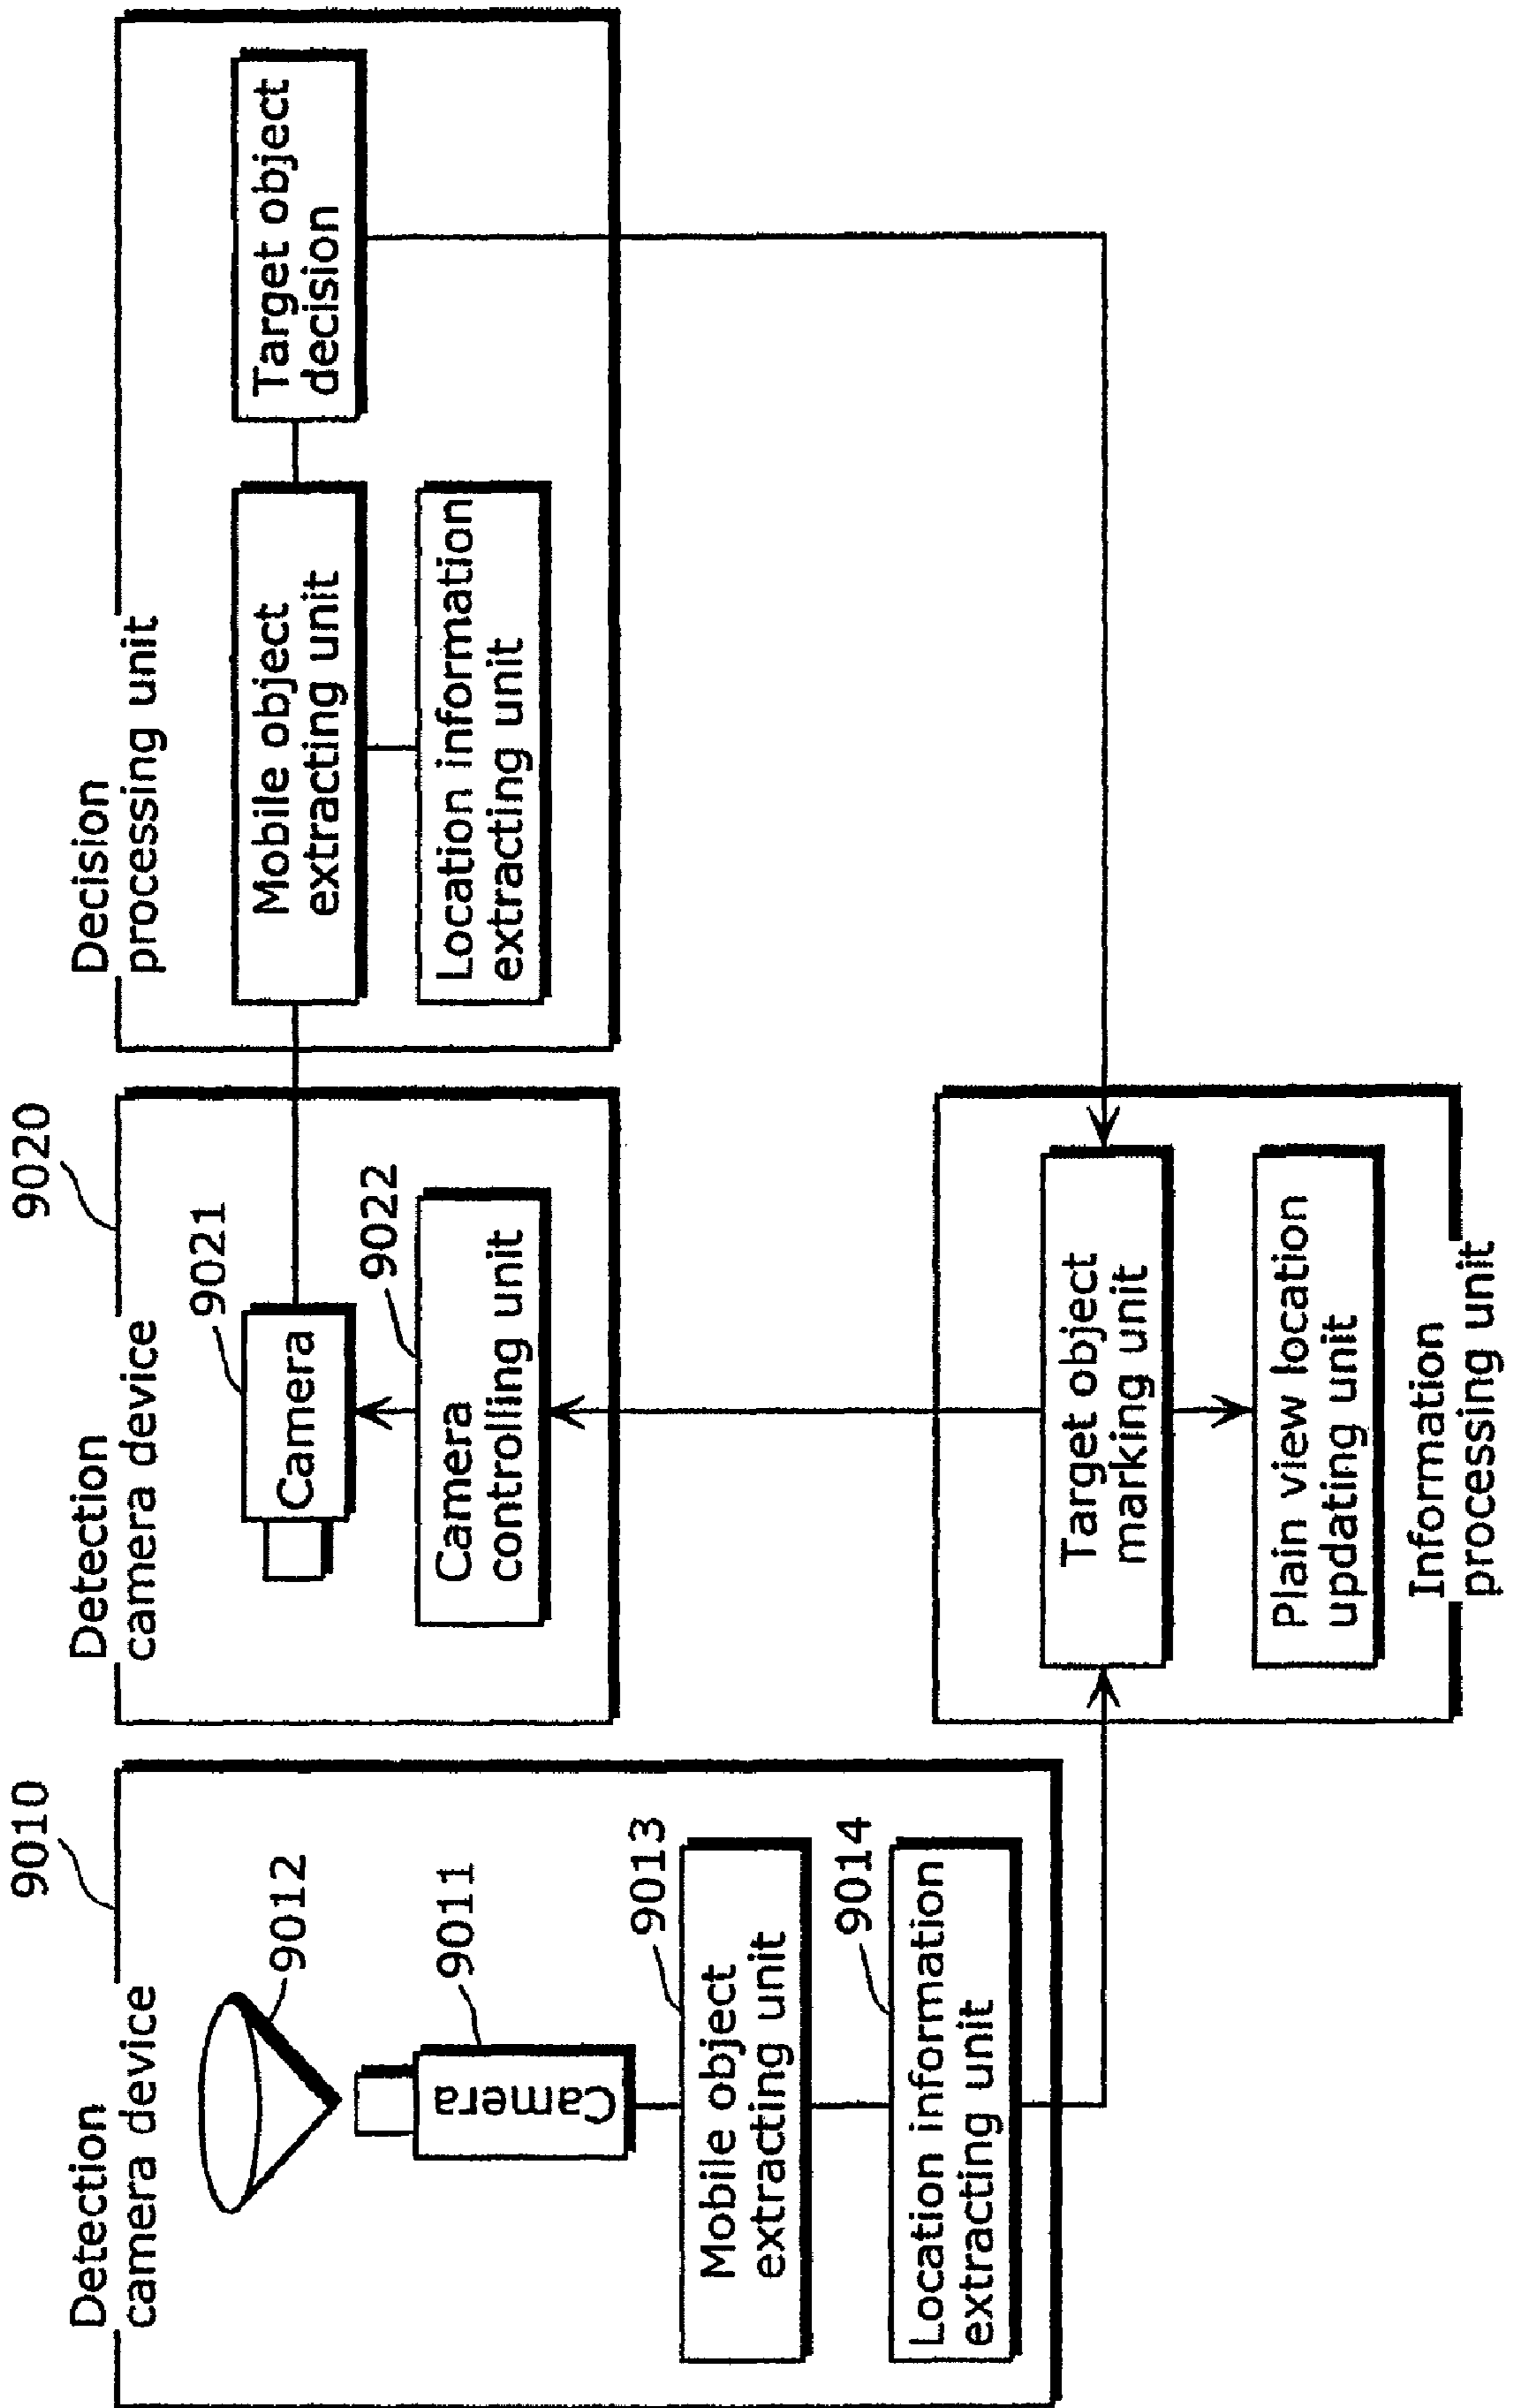 9010
Detection
camera device
9012
9011
Camera
9013
Mobile object
extracting unit
9014
Location information
extracting unit
9020
Detection
camera device
9021
Camera
9022
Camera
controlling unit
Decision
processing unit
Mobile object
extracting unit
Target object
decision
Location information
extracting unit
Target object
marking unit
Plain view location
updating unit
Information
processing unit